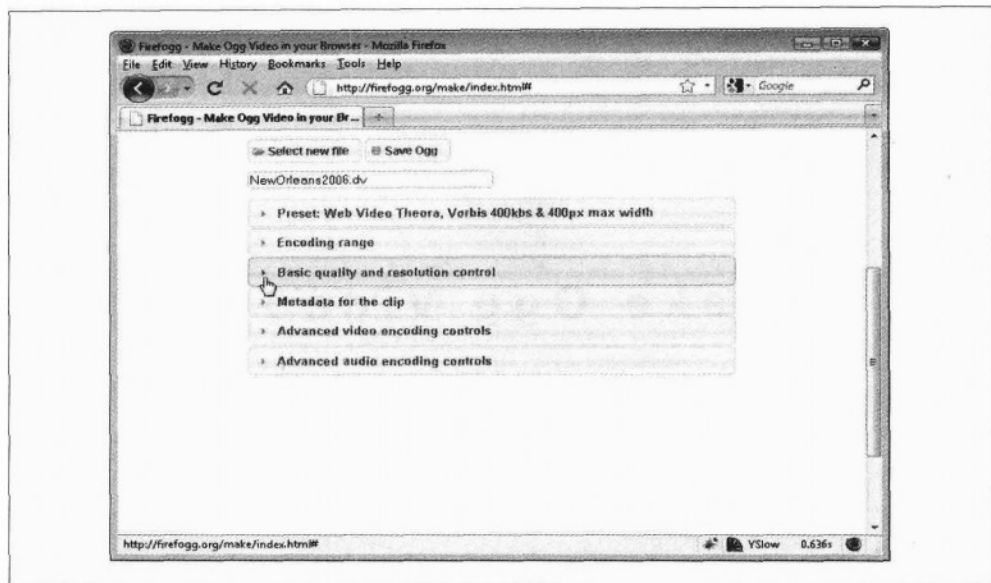 Firefogg - Make Ogg Video in your Browser - Mozilla Firefox
File Edit View History Bookmarks Tools Help
http://firefogg.org/make/index.html# Google
Firefogg - Make Ogg Video in your Br...
Select new file Save Ogg
NewOrleans2006.dv
Preset: Web Video Theora, Vorbis 400kbs & 400px max width
Encoding range
Basic quality and resolution control
Metadata for the clip
Advanced video encoding controls
Advanced audio encoding controls
http://firefogg.org/make/index.html# YSlow 0.636s